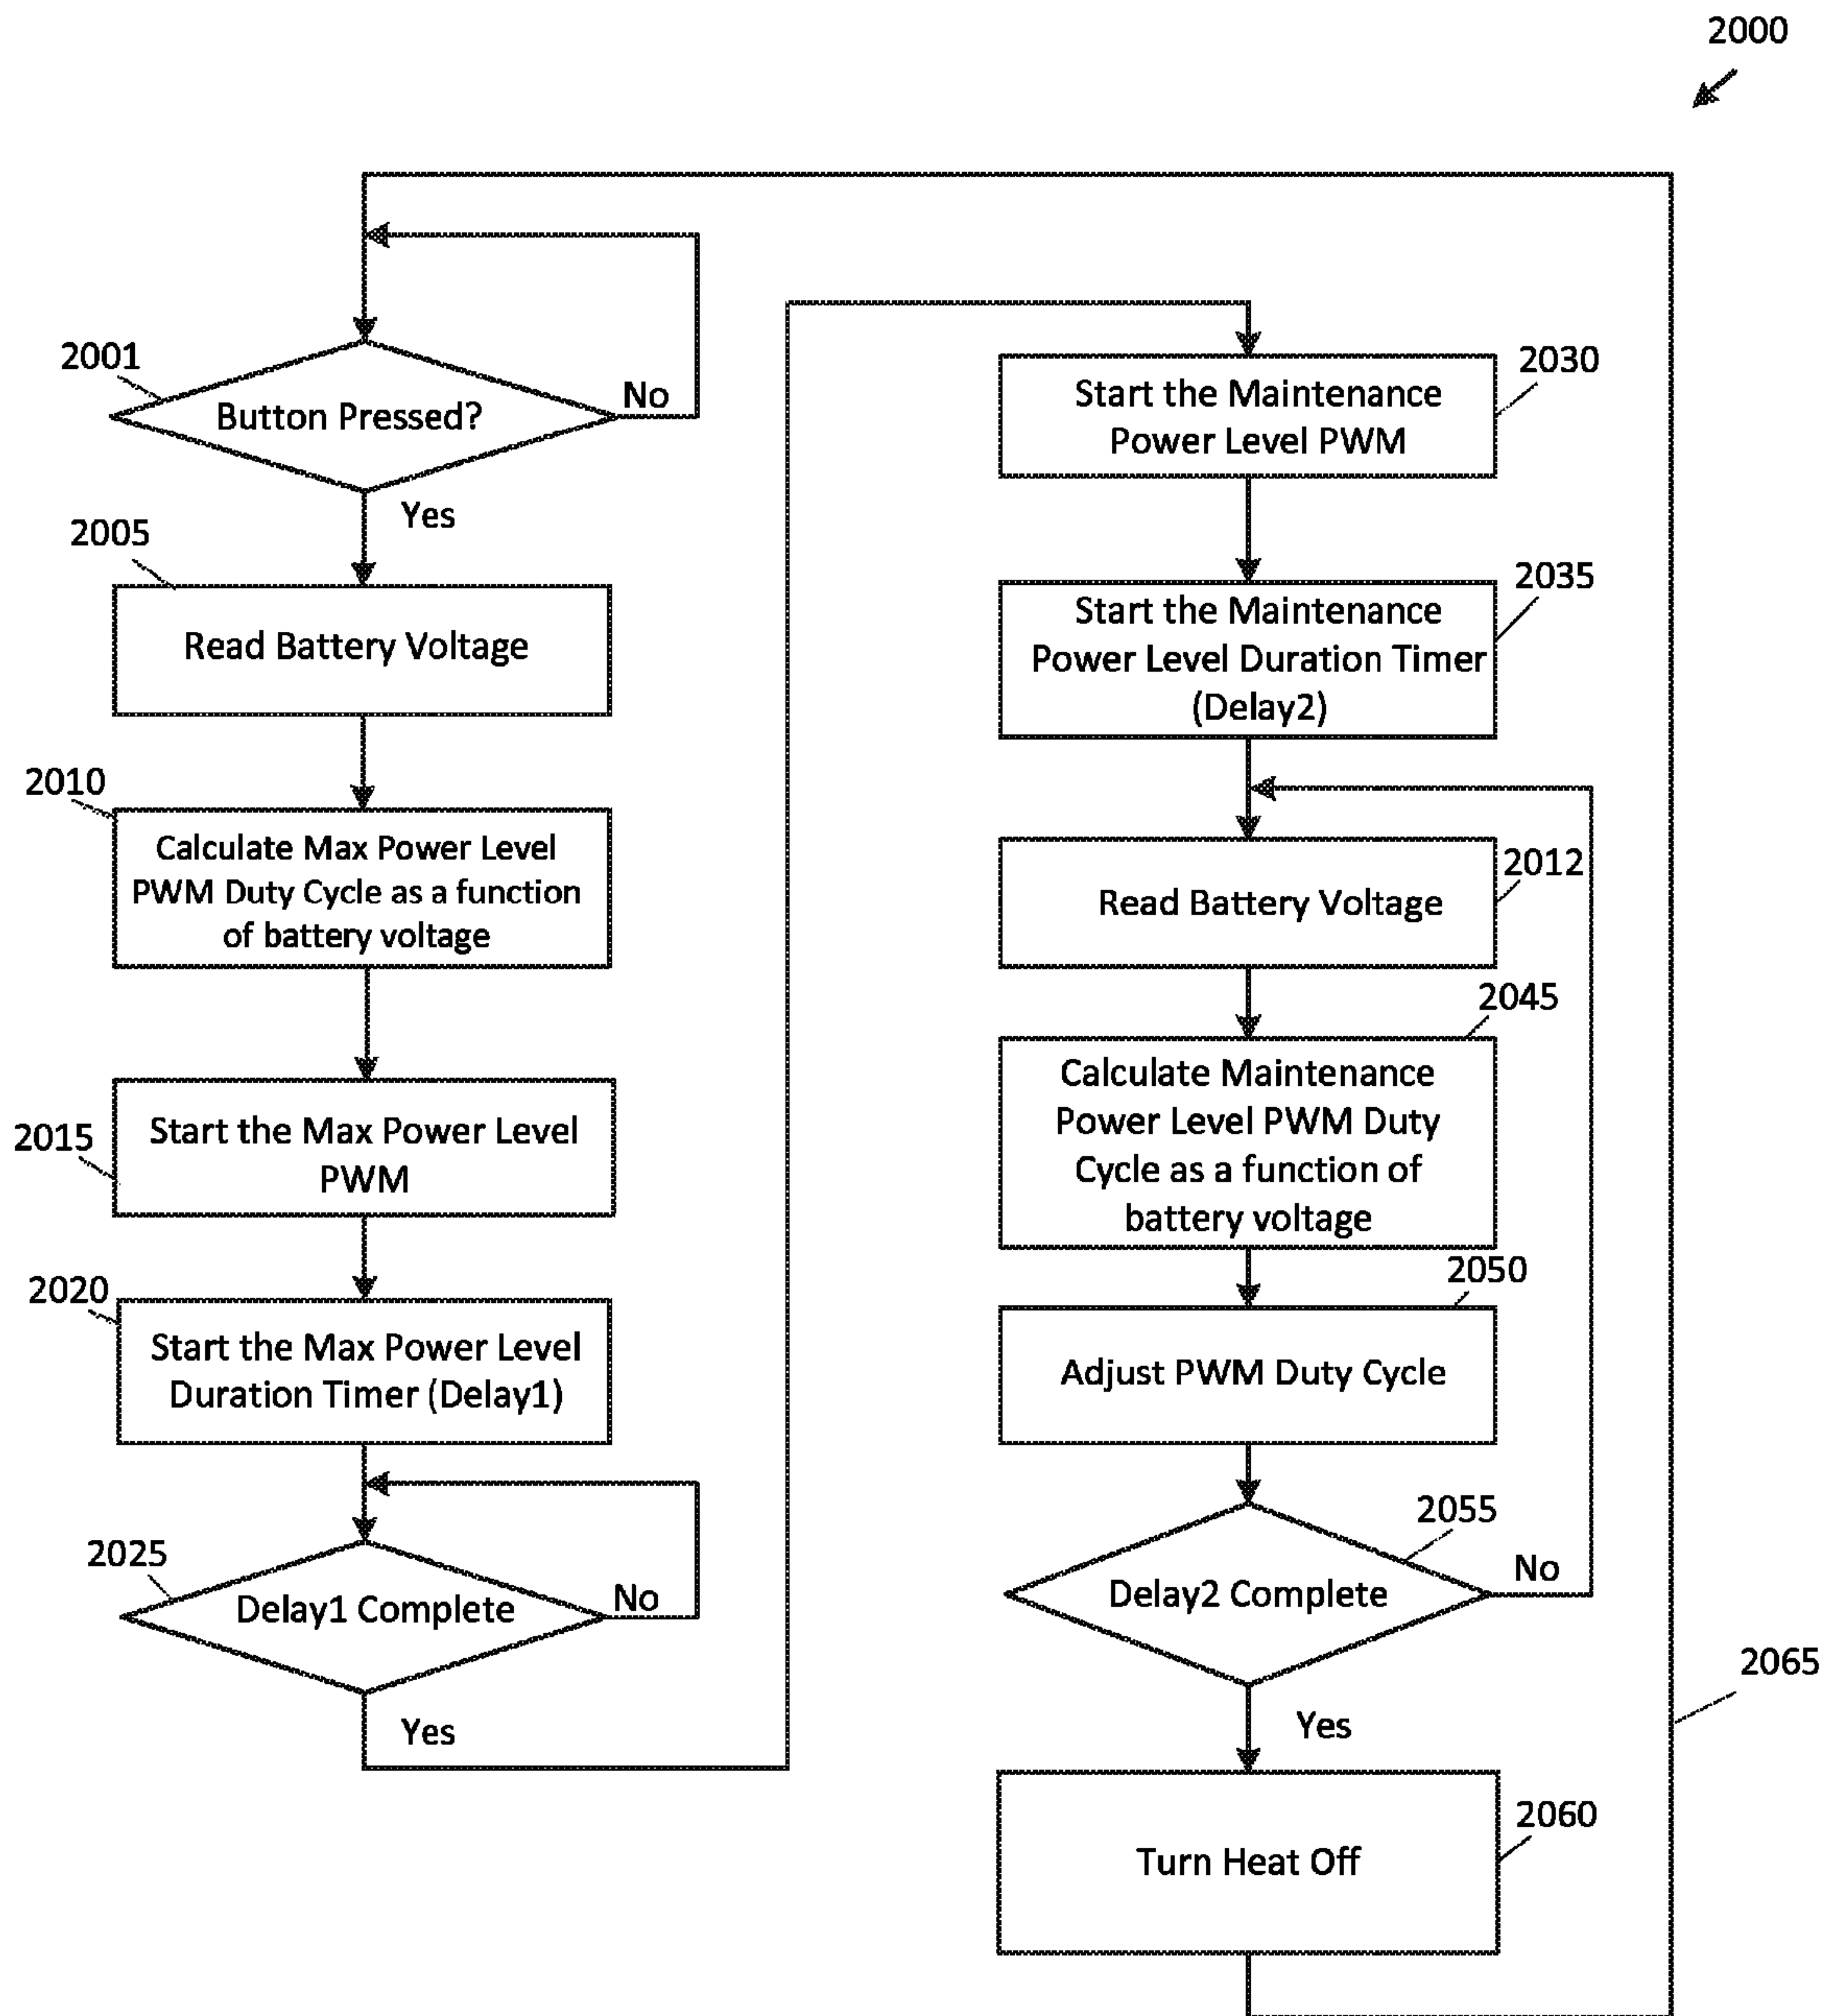 2000
2001
Button Pressed?
No
Yes
2005
Read Battery Voltage
2010
Calculate Max Power Level
PWM Duty Cycle as a function
of battery voltage
2015
Start the Max Power Level
PWM
2020
Start the Max Power Level
Duration Timer (Delay1)
2025
Delay1 Complete
No
Yes
2030
Start the Maintenance
Power Level PWM
2035
Start the Maintenance
Power Level Duration Timer
(Delay2)
2012
Read Battery Voltage
2045
Calculate Maintenance
Power Level PWM Duty
Cycle as a function of
battery voltage
2050
Adjust PWM Duty Cycle
2055
Delay2 Complete
No
Yes
2060
Turn Heat Off
2065